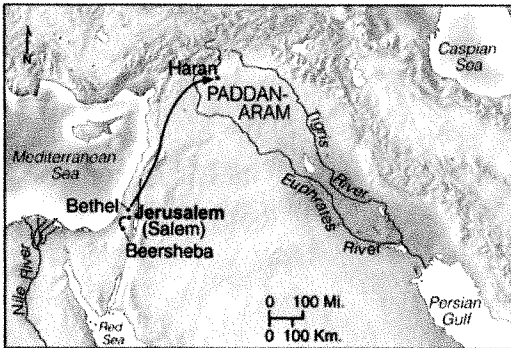 N
Caspian
Sea
Haran
PADDAN-
ARAM
Tigris
River
Mediterranean
Sea
Euphrates
River
Bethel
Jerusalem
(Salem)
Beersheba
Nile River
Red
Sea
0 100 Mi.
0 100 Km.
Persian
Gulf